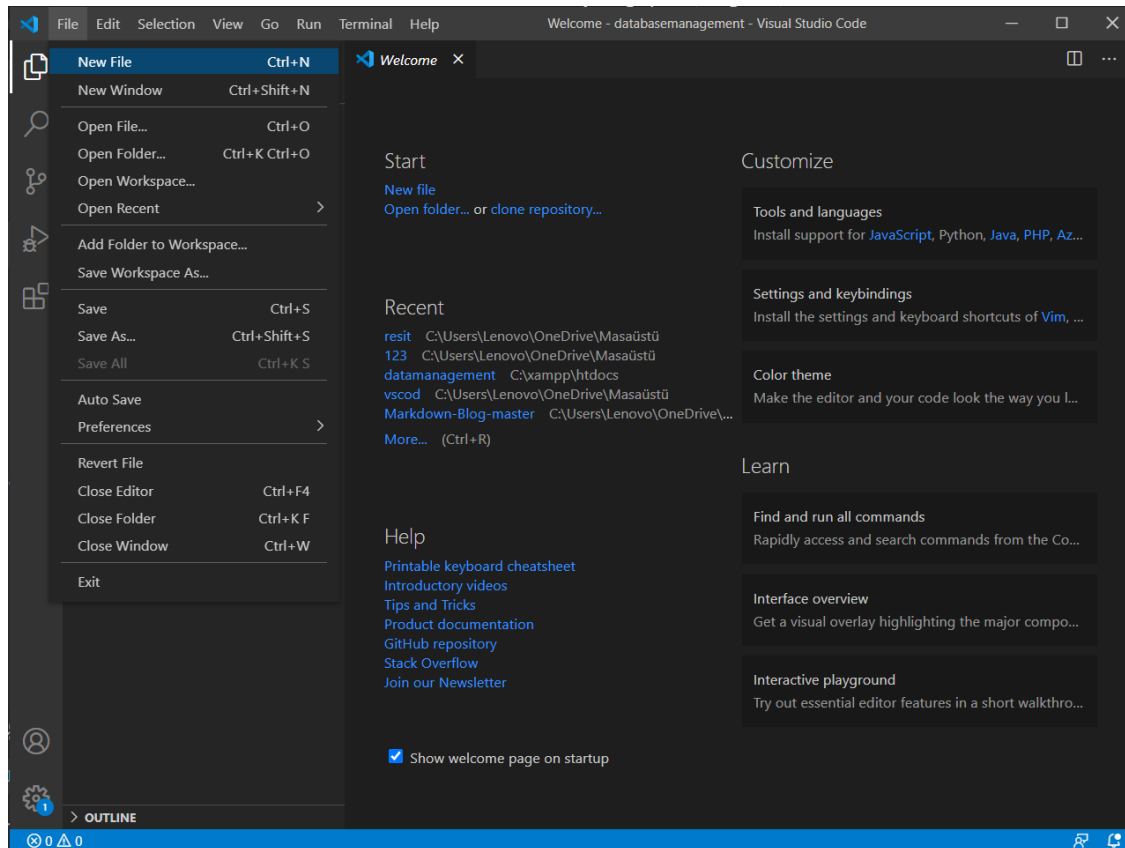 File Edit Selection View Go Run Terminal Help Welcome - databasemanagement - Visual Studio Code
New File Ctrl+N
New Window Ctrl+Shift+N
Open File... Ctrl+O
Open Folder... Ctrl+K Ctrl+O
Open Workspace...
Open Recent
Add Folder to Workspace...
Save Workspace As...
Save Ctrl+S
Save As... Ctrl+Shift+S
Save All Ctrl+K S
Auto Save
Preferences
Revert File
Close Editor Ctrl+F4
Close Folder Ctrl+K F
Close Window Ctrl+W
Exit
OUTLINE
Welcome
Start
New file
Open folder... or clone repository...
Recent
resit C:\Users\Lenovo\OneDrive\Masaüstü
123 C:\Users\Lenovo\OneDrive\Masaüstü
datamanagement C:\xampp\htdocs
vscod C:\Users\Lenovo\OneDrive\Masaüstü
Markdown-Blog-master C:\Users\Lenovo\OneDrive\...
More... (Ctrl+R)
Help
Printable keyboard cheatsheet
Introductory videos
Tips and Tricks
Product documentation
GitHub repository
Stack Overflow
Join our Newsletter
Show welcome page on startup
Customize
Tools and languages
Install support for JavaScript, Python, Java, PHP, Az...
Settings and keybindings
Install the settings and keyboard shortcuts of Vim, ...
Color theme
Make the editor and your code look the way you l...
Learn
Find and run all commands
Rapidly access and search commands from the Co...
Interface overview
Get a visual overlay highlighting the major compo...
Interactive playground
Try out essential editor features in a short walkthro...
1
0 0